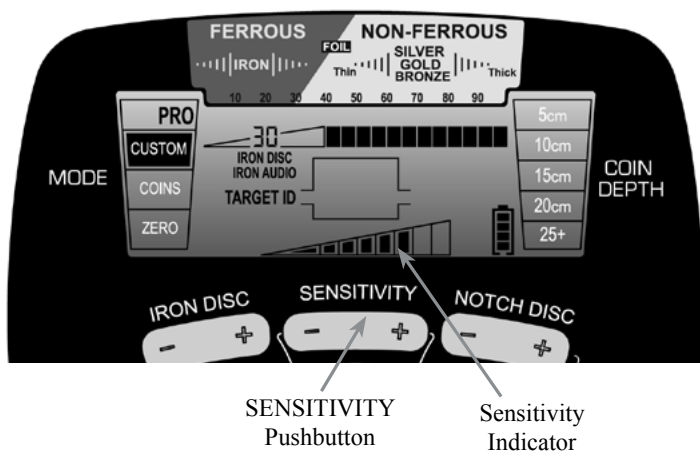 FERROUS
NON-FERROUS
FOIL
IRON
SILVER
GOLD
BRONZE
Thin
Thick
10 20 30 40 50 60 70 80 90
MODE
PRO
CUSTOM
COINS
ZERO
30
IRON DISC
IRON AUDIO
TARGET ID
5cm
10cm
15cm
20cm
25+
COIN
DEPTH
IRON DISC
SENSITIVITY
NOTCH DISC
- +
- +
- +
SENSITIVITY
Pushbutton
Sensitivity
Indicator